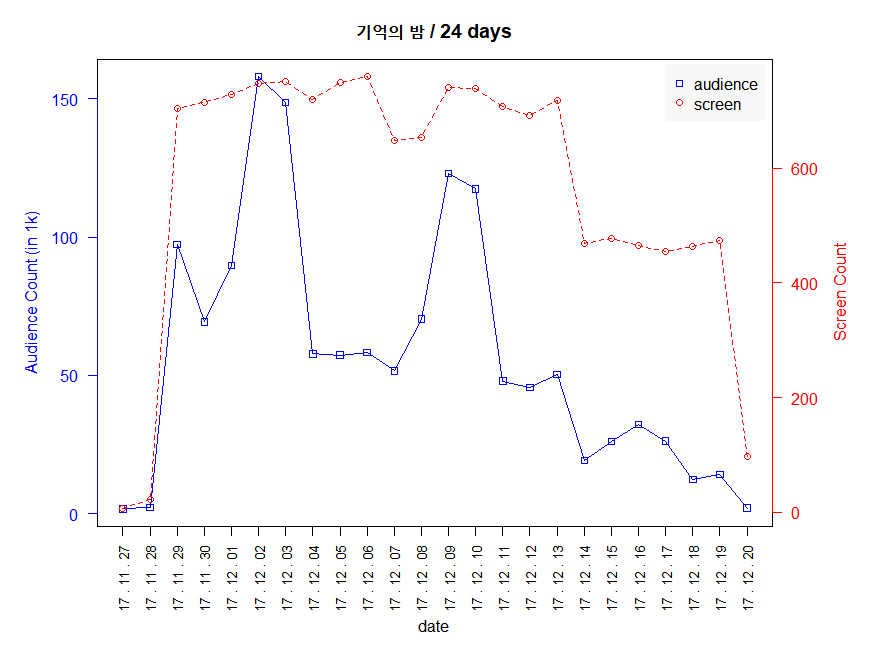 기억의 밤 / 24 days
audience
screen
150
100
50
0
Audience Count (in 1k)
600
400
200
0
Screen Count
17 . 11 . 27
17 . 11 . 28
17 . 11 . 29
17 . 11 . 30
17 . 12 . 01
17 . 12 . 02
17 . 12 . 03
17 . 12 . 04
17 . 12 . 05
17 . 12 . 06
17 . 12 . 07
17 . 12 . 08
17 . 12 . 09
17 . 12 . 10
17 . 12 . 11
17 . 12 . 12
17 . 12 . 13
17 . 12 . 14
17 . 12 . 15
17 . 12 . 16
17 . 12 . 17
17 . 12 . 18
17 . 12 . 19
17 . 12 . 20
date